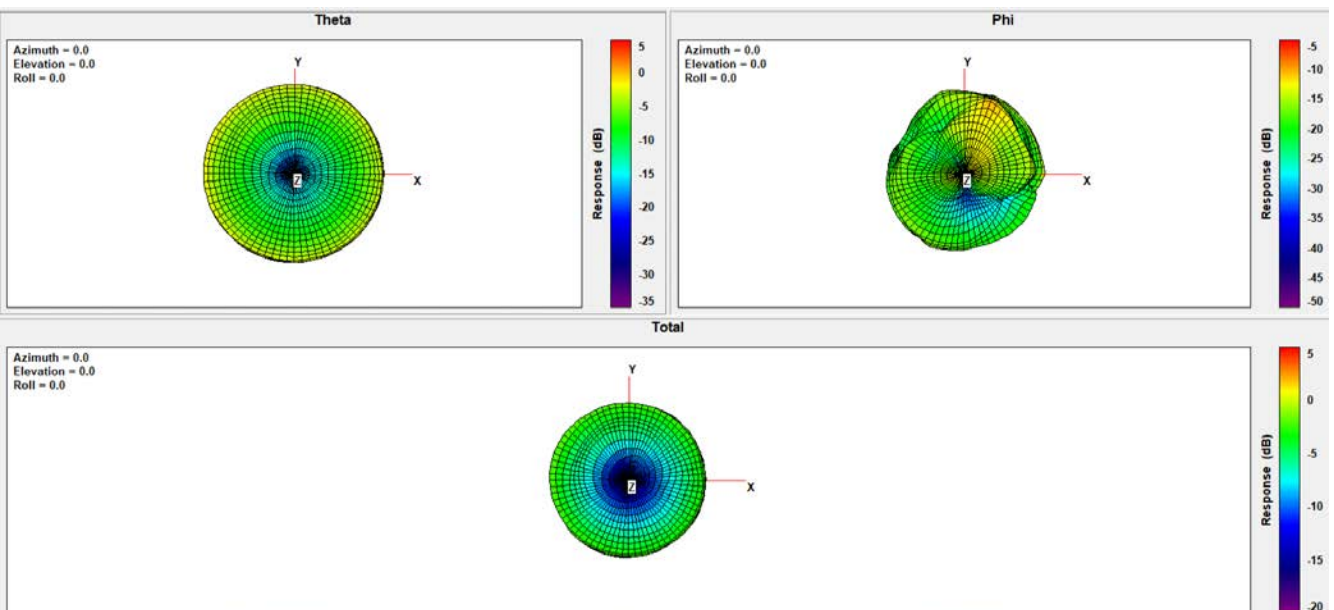 Theta
Azimuth = 0.0
Elevation = 0.0
Roll = 0.0
Y
X
Z
5
0
-5
-10
-15
-20
-25
-30
-35
Response (dB)
Phi
Azimuth = 0.0
Elevation = 0.0
Roll = 0.0
Y
X
Z
-5
-10
-15
-20
-25
-30
-35
-40
-45
-50
Response (dB)
Total
Azimuth = 0.0
Elevation = 0.0
Roll = 0.0
Y
X
Z
5
0
-5
-10
-15
-20
Response (dB)